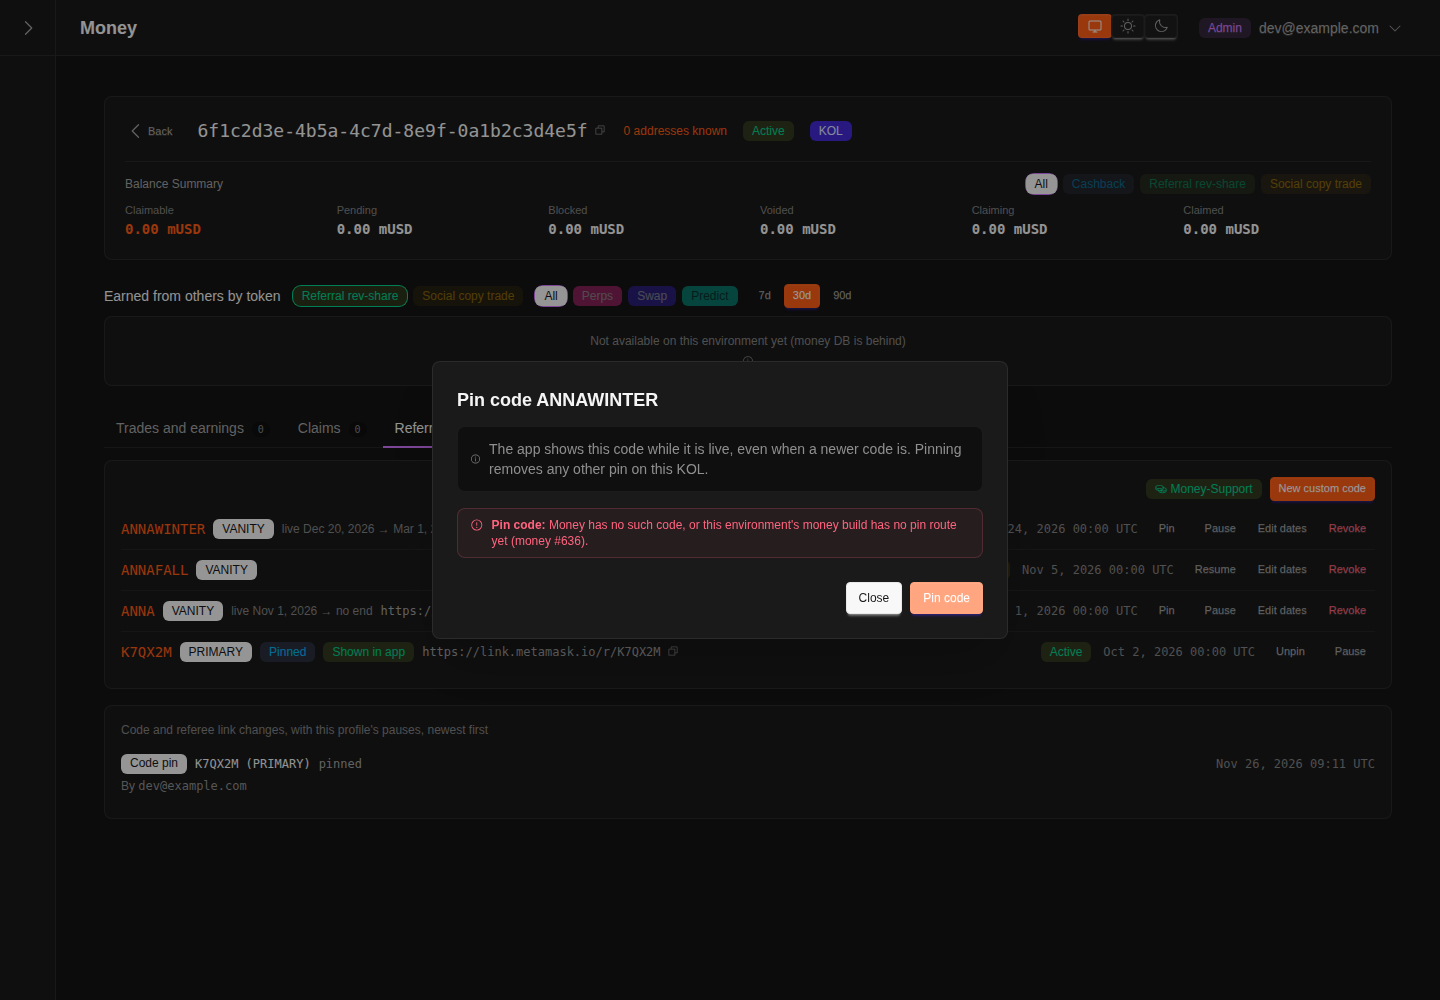 Money
Admin dev@example.com
Back 6f1c2d3e-4b5a-4c7d-8e9f-0a1b2c3d4e5f 0 addresses known Active KOL
Balance Summary All Cashback Referral rev-share Social copy trade
Claimable Pending Blocked Voided Claiming Claimed
0.00 mUSD 0.00 mUSD 0.00 mUSD 0.00 mUSD 0.00 mUSD 0.00 mUSD
Earned from others by token Referral rev-share Social copy trade All Perps Swap Predict 7d 30d 90d
Not available on this environment yet (money DB is behind)
Trades and earnings 0 Claims 0 Referr
Pin code ANNAWINTER
The app shows this code while it is live, even when a newer code is. Pinning
removes any other pin on this KOL.
Pin code: Money has no such code, or this environment's money build has no pin route
yet (money #636).
Close Pin code
Money-Support New custom code
ANNAWINTER VANITY live Dec 20, 2026 → Mar 1, 24, 2026 00:00 UTC Pin Pause Edit dates Revoke
ANNAFALL VANITY Nov 5, 2026 00:00 UTC Resume Edit dates Revoke
ANNA VANITY live Nov 1, 2026 → no end https:/ 1, 2026 00:00 UTC Pin Pause Edit dates Revoke
K7QX2M PRIMARY Pinned Shown in app https://link.metamask.io/r/K7QX2M Active Oct 2, 2026 00:00 UTC Unpin Pause
Code and referee link changes, with this profile's pauses, newest first
Code pin K7QX2M (PRIMARY) pinned Nov 26, 2026 09:11 UTC
By dev@example.com